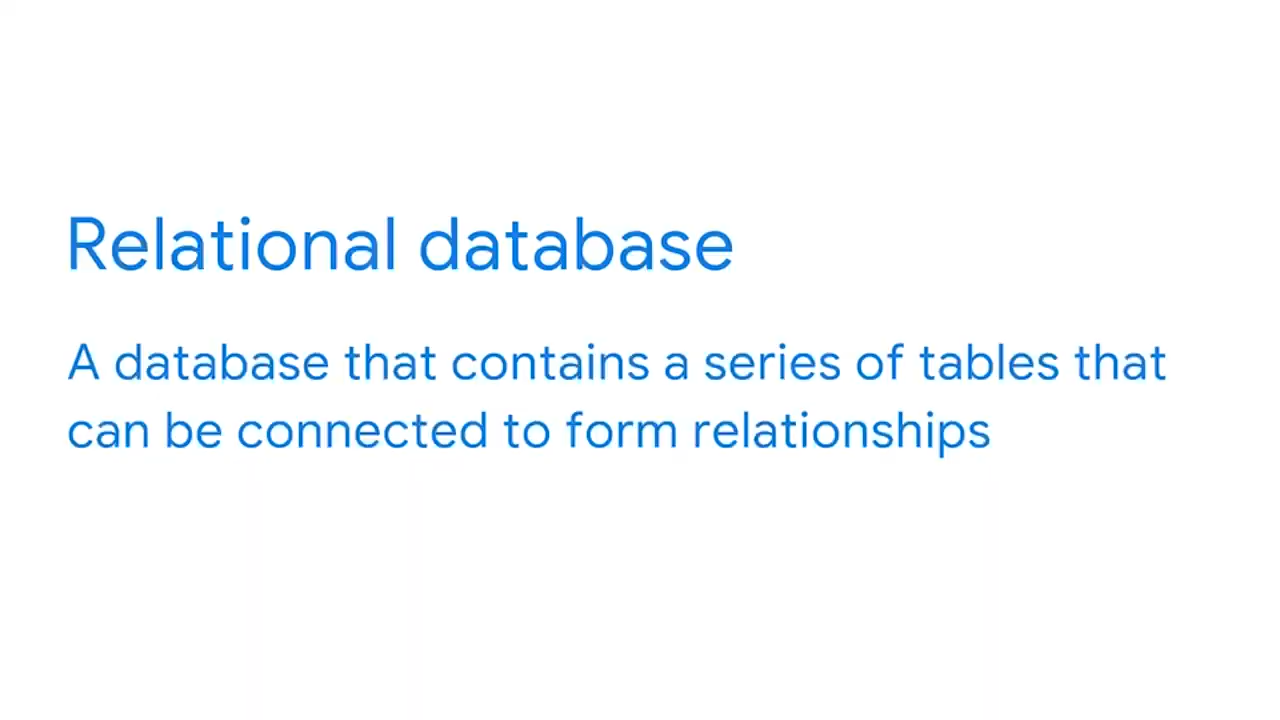 Relational database
A database that contains a series of tables that
can be connected to form relationships